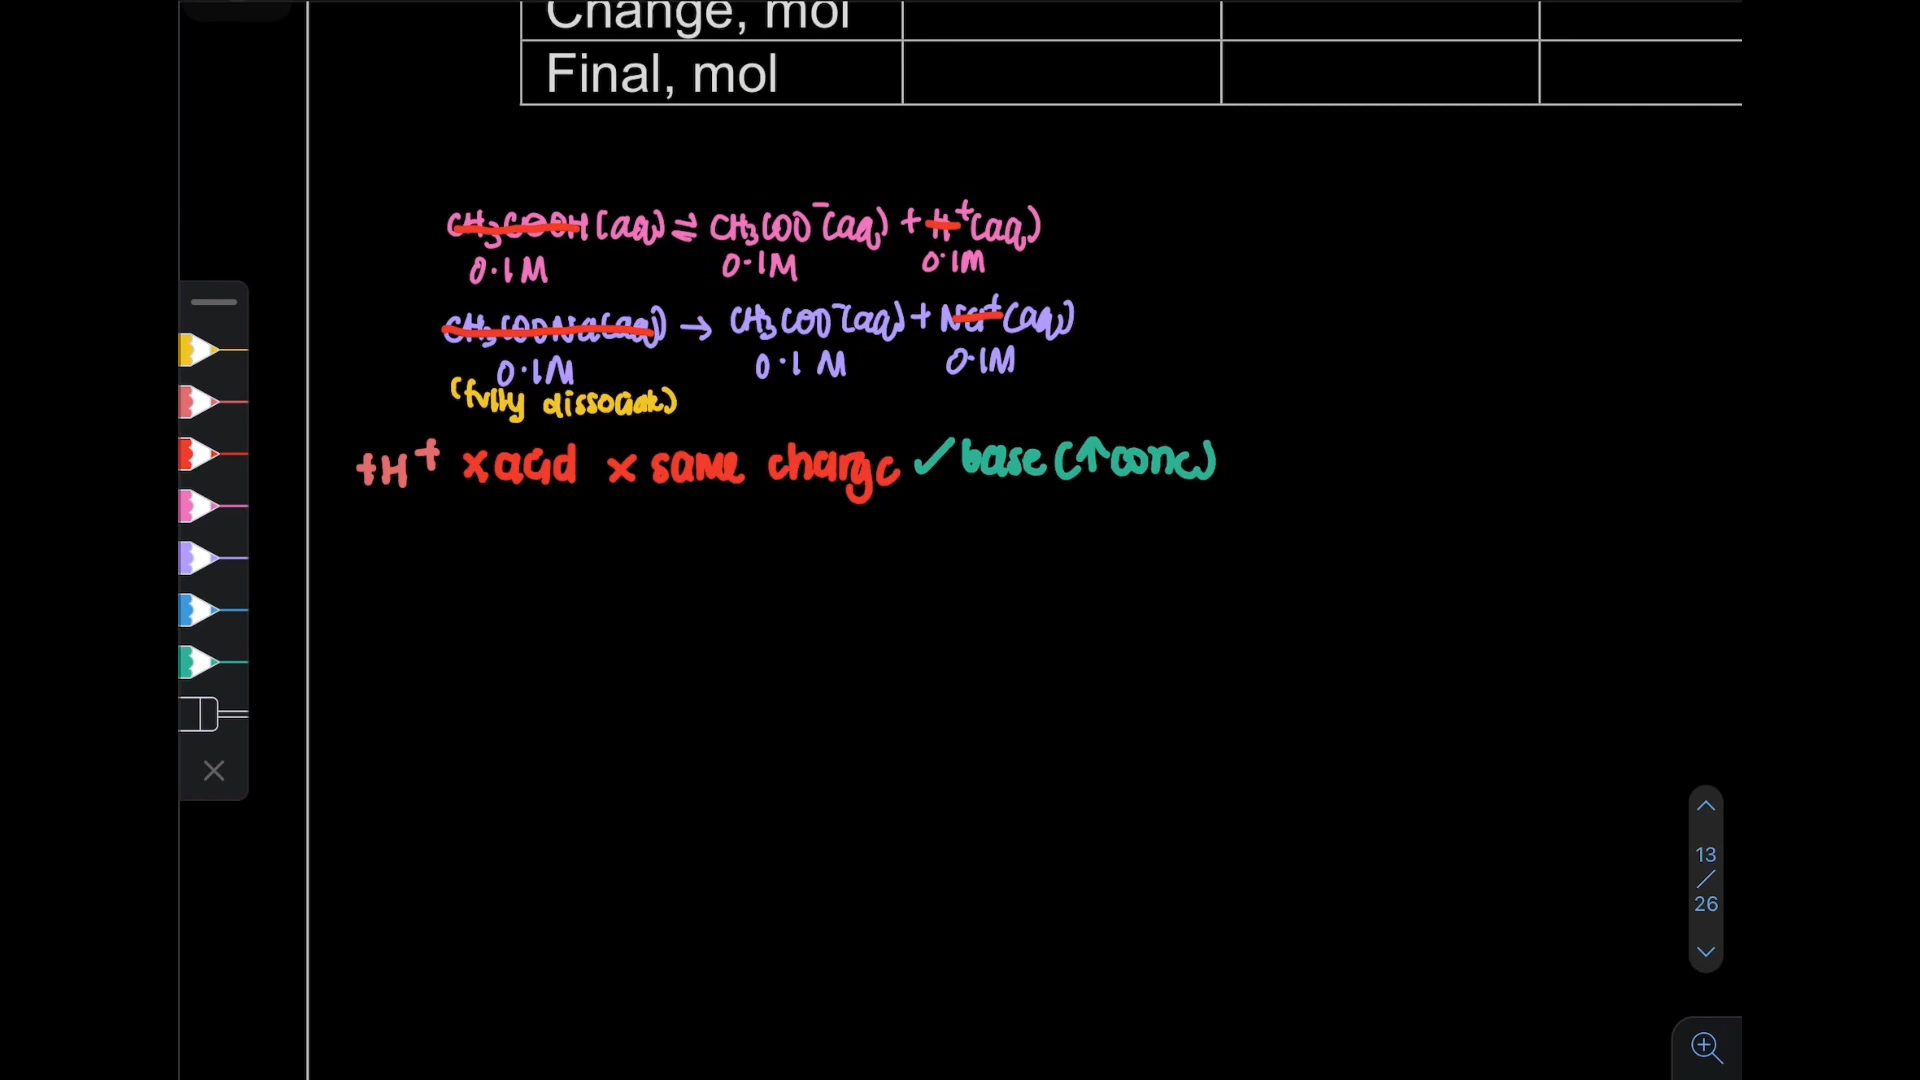 Change, mol
Final, mol
CH3COOH (aq) ⇌ CH3COO⁻(aq) + H⁺(aq)
0.1M 0.1M 0.1M
CH3COONa(aq) → CH3COO⁻(aq) + Na⁺(aq)
0.1M 0.1M 0.1M
(fully dissociate)
+H⁺ × acid × same charge ✓ base (↑conc)
13
/
26